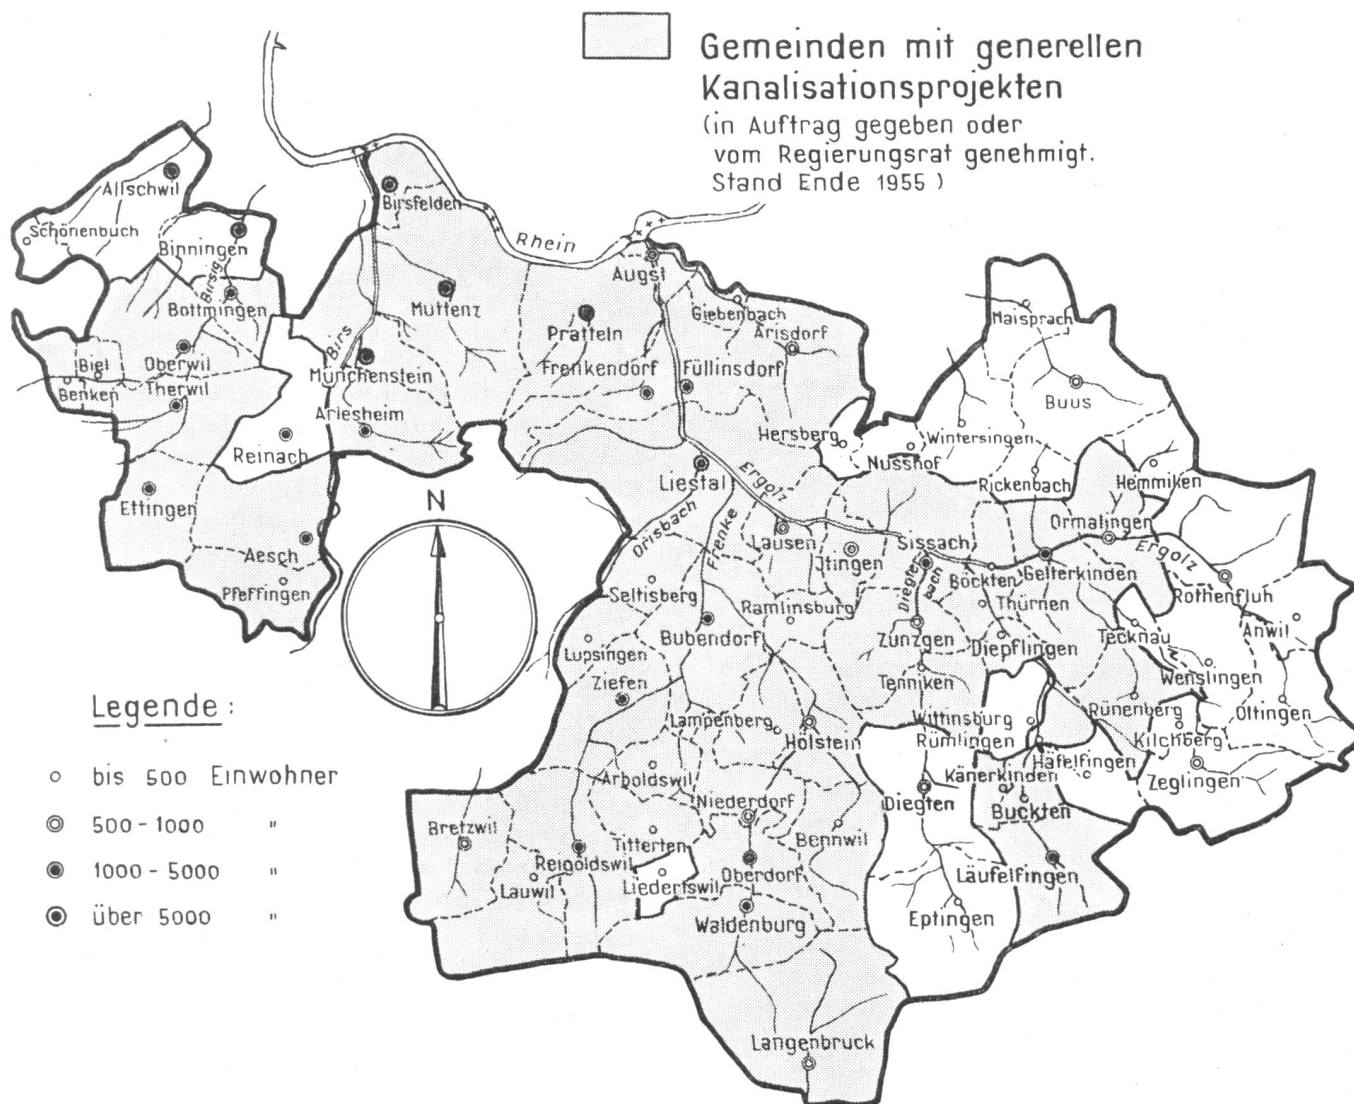 Gemeinden mit generellen
Kanalisationsprojekten
(in Auftrag gegeben oder
vom Regierungsrat genehmigt.
Stand Ende 1955)
Allschwil
Schönenbuch
Binningen
Birsig
Bottmingen
Oberwil
Biel
Benken
Therwil
Ettingen
Reinach
Aesch
Pfeffingen
Birsfelden
Birs
Rhein
Muttenz
Münchenstein
Arlesheim
Pratteln
Augst
Giebenbach
Arisdorf
Frenkendorf
Füllinsdorf
Hersberg
Nusshof
Maisprach
Buus
Wintersingen
Rickenbach
Hemmiken
Liestal
Ergolz
Orisbach
Frenke
Lausen
Jtingen
Sissach
Ormalingen
Ergolz
Böckten
Gelterkinden
Rothenfluh
Diegter
bach
Seltisberg
Ramlinsburg
Thürnen
Anwil
Bubendorf
Zunzgen
Diepflingen
Tecknau
Lupsingen
Wenslingen
Ziefen
Tenniken
Rünenberg
Oltingen
Lampenberg
Hölstein
Wittinsburg
Rümlingen
Kilchberg
Arboldswil
Känerkinden
Häfelfingen
Zeglingen
Niederdorf
Diegten
Buckten
Bretzwil
Titterten
Bennwil
Reigoldswil
Lauwil
Liedertswil
Oberdorf
Läufelfingen
Waldenburg
Eptingen
Langenbruck
N
Legende:
bis 500 Einwohner
500-1000 "
1000-5000 "
über 5000 "